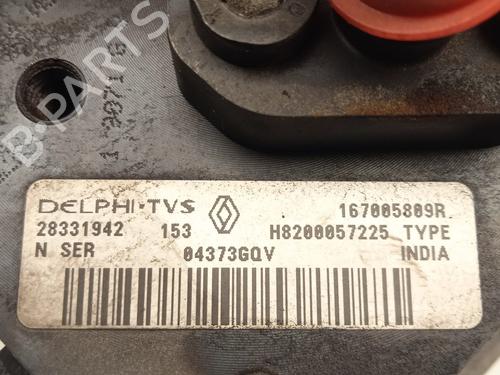 B-PARTS
DELPHI-TVS 167005809R
28331942 153 H8200057225 TYPE
N SER 04373GQV INDIA